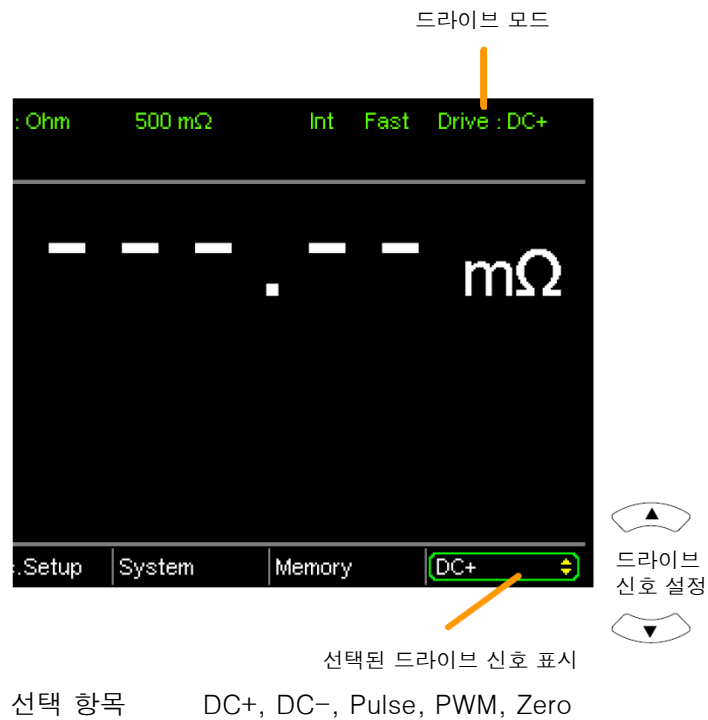 드라이브 모드
: Ohm 500 mΩ Int Fast Drive : DC+
---.-- mΩ
.Setup System Memory DC+
드라이브
신호 설정
선택된 드라이브 신호 표시
선택 항목 DC+, DC-, Pulse, PWM, Zero